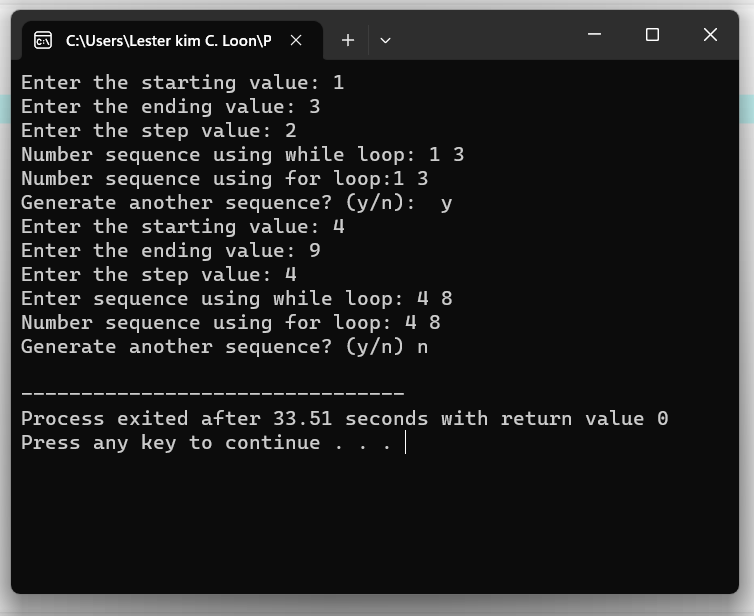 C:\Users\Lester kim C. Loon\P
Enter the starting value: 1
Enter the ending value: 3
Enter the step value: 2
Number sequence using while loop: 1 3
Number sequence using for loop:1 3
Generate another sequence? (y/n):  y
Enter the starting value: 4
Enter the ending value: 9
Enter the step value: 4
Enter sequence using while loop: 4 8
Number sequence using for loop: 4 8
Generate another sequence? (y/n) n
--------------------------------
Process exited after 33.51 seconds with return value 0
Press any key to continue . . .